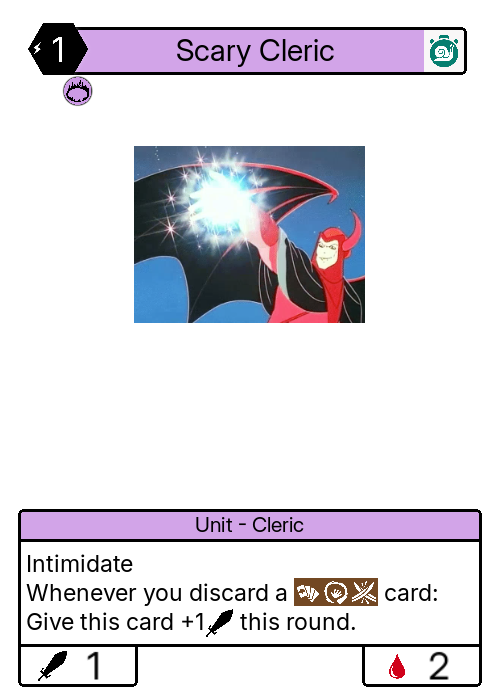 1
Scary Cleric
Unit - Cleric
Intimidate
Whenever you discard a card:
Give this card +1 this round.
1
2